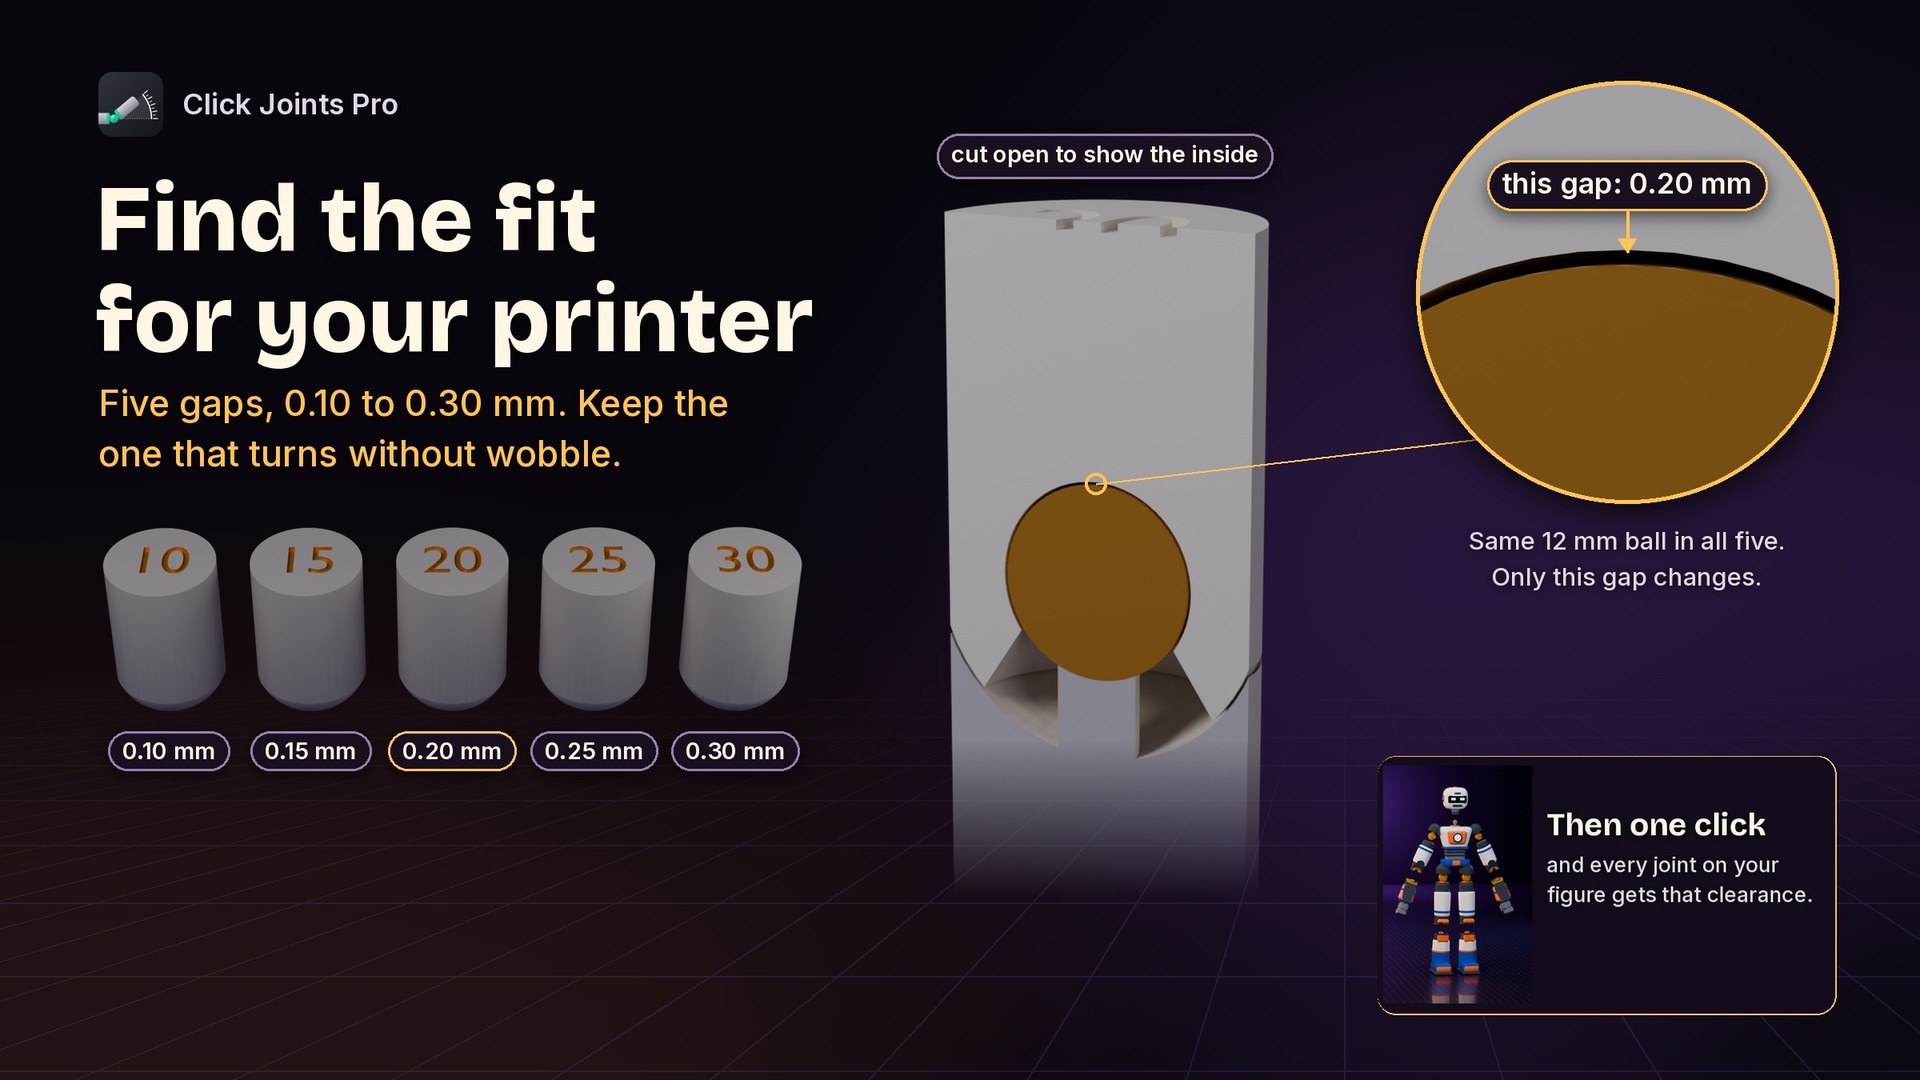 Click Joints Pro
Find the fit
for your printer
Five gaps, 0.10 to 0.30 mm. Keep the
one that turns without wobble.
10 15 20 25 30
0.10 mm 0.15 mm 0.20 mm 0.25 mm 0.30 mm
cut open to show the inside
this gap: 0.20 mm
Same 12 mm ball in all five.
Only this gap changes.
Then one click
and every joint on your
figure gets that clearance.